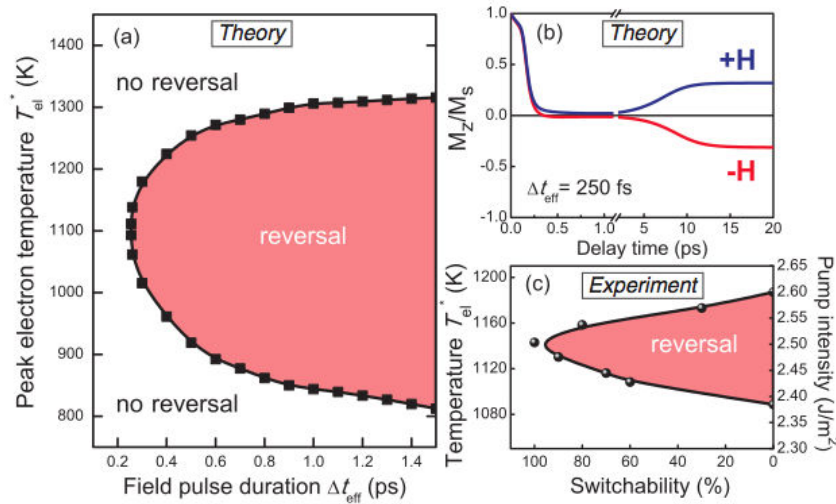 (a)
Theory
no reversal
reversal
no reversal
1400
1300
1200
1100
1000
900
800
Peak electron temperature T*el (K)
0.2 0.4 0.6 0.8 1.0 1.2 1.4
Field pulse duration Δteff (ps)
(b)
Theory
+H
-H
Δteff = 250 fs
1.0
0.5
0.0
-0.5
-1.0
Mz/Ms
0.0 0.5 1.0 5 10 15 20
Delay time (ps)
(c)
Experiment
reversal
1200
1160
1120
1080
Temperature T*el (K)
2.65
2.60
2.55
2.50
2.45
2.40
2.35
2.30
Pump intensity (J/m²)
100 80 60 40 20 0
Switchability (%)